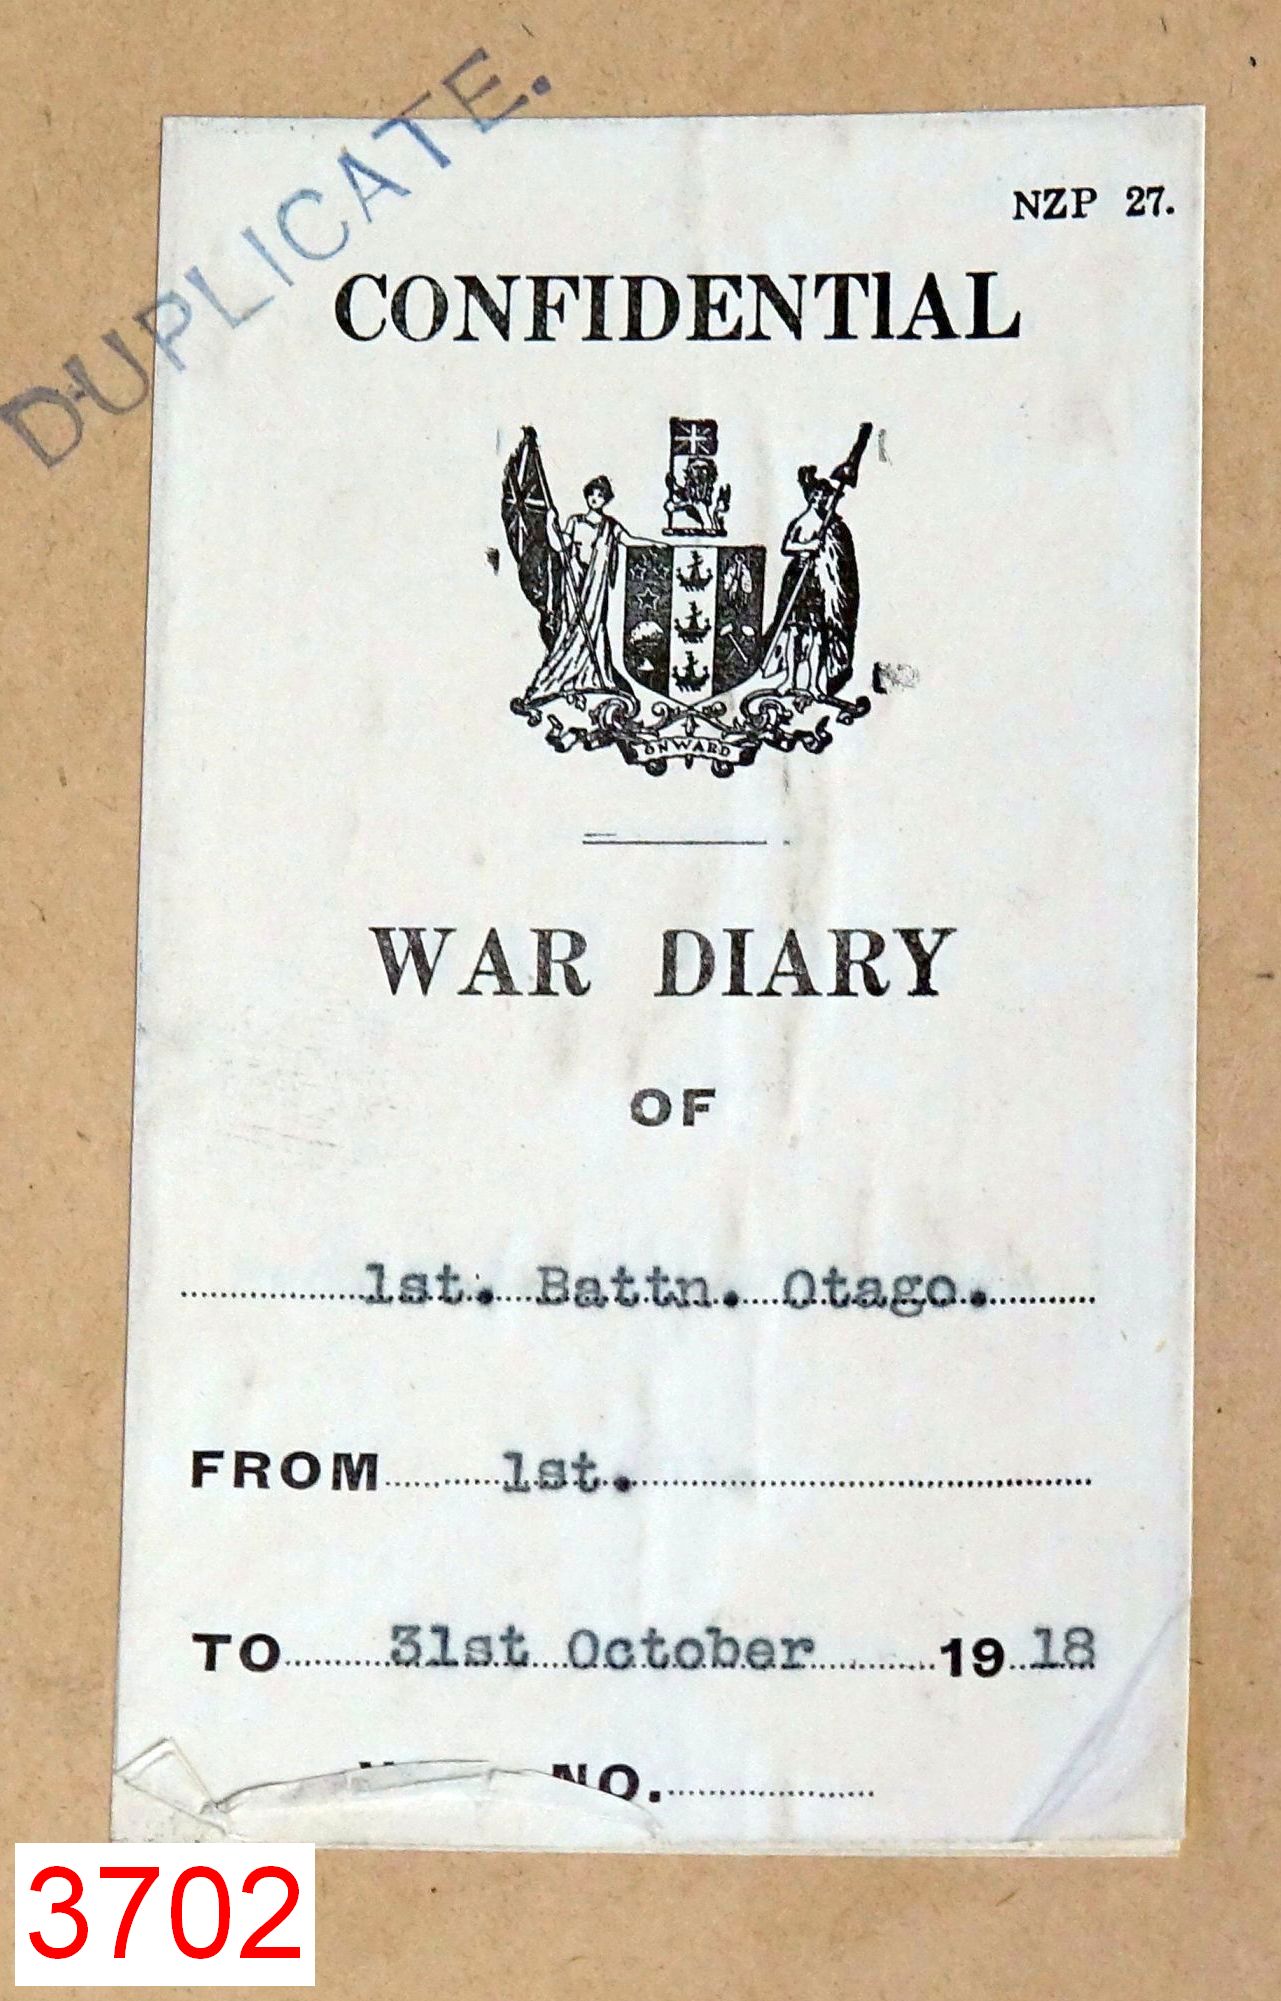 DUPLICATE.
NZP 27.
CONFIDENTIAL
ONWARD
WAR DIARY
OF
1st. Battn. Otago.
FROM 1st.
TO 31st October 1918
NO.
3702